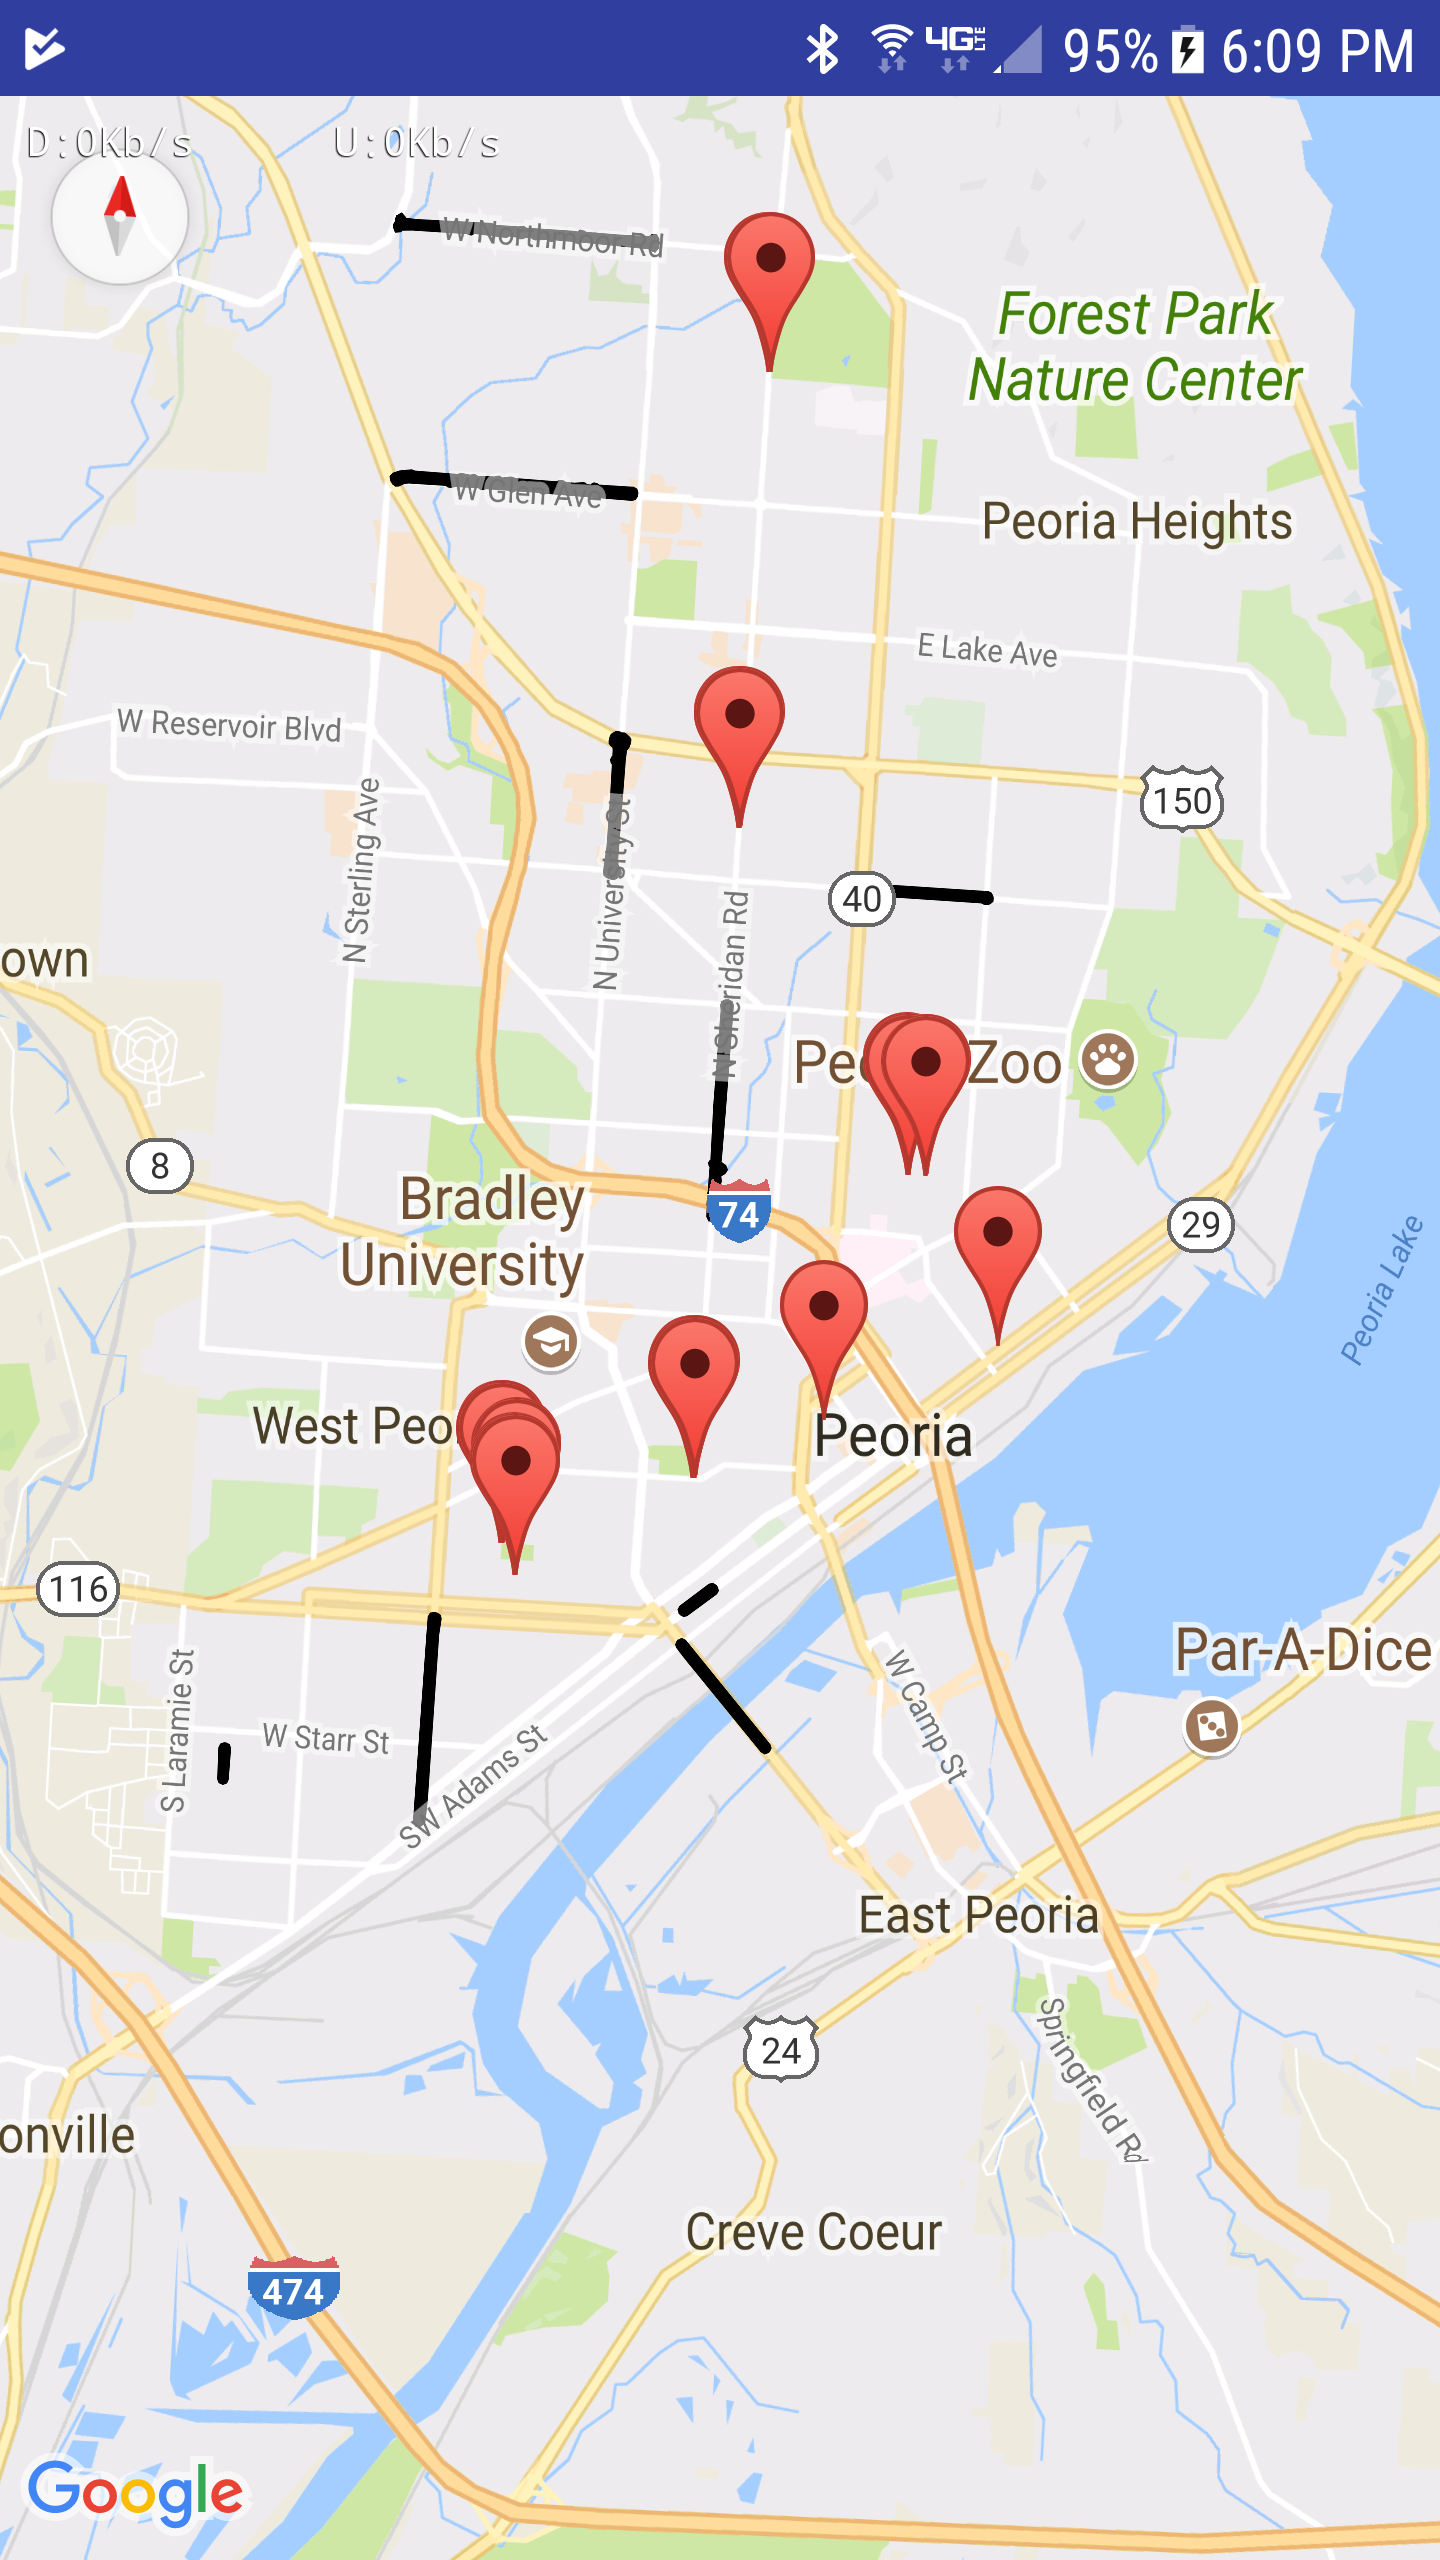 4G LTE 95% 6:09 PM
D:0Kb/s U:0Kb/s
W Northmoor Rd
Forest Park
Nature Center
W Glen Ave
Peoria Heights
E Lake Ave
W Reservoir Blvd
150
N Sterling Ave
N University St
40
N Sheridan Rd
own
Peo Zoo
8
Bradley
University
74
29
Peoria Lake
West Peo
Peoria
116
Par-A-Dice
W Camp St
S Laramie St
W Starr St
SW Adams St
East Peoria
24
Springfield Rd
onville
Creve Coeur
474
Google